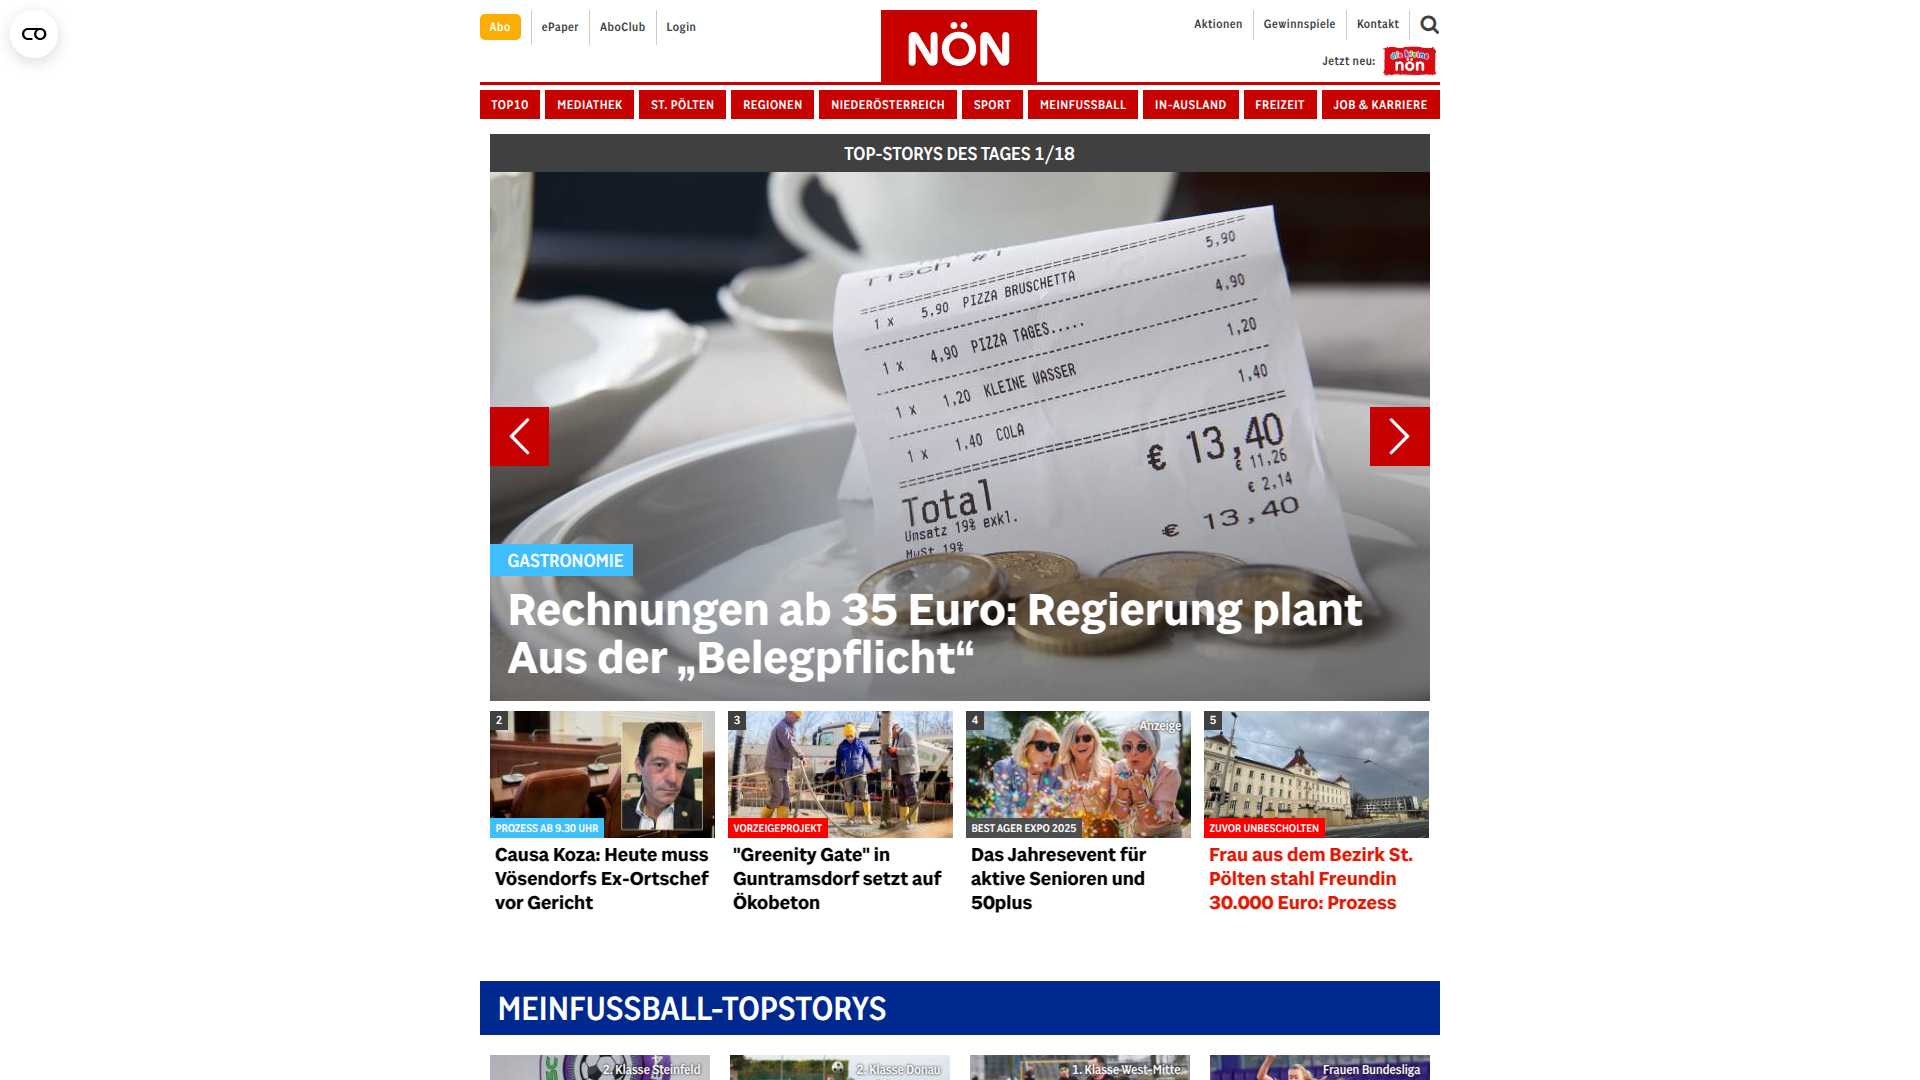 Abo
ePaper
AboClub
Login
NÖN
Aktionen
Gewinnspiele
Kontakt
Jetzt neu:
die kleine
nön
TOP10
MEDIATHEK
ST. PÖLTEN
REGIONEN
NIEDERÖSTERREICH
SPORT
MEINFUSSBALL
IN-AUSLAND
FREIZEIT
JOB & KARRIERE
TOP-STORYS DES TAGES 1/18
Tisch #1
5,90
1 x 5,90 PIZZA BRUSCHETTA
4,90
1 x 4,90 PIZZA TAGES.....
1,20
1 x 1,20 KLEINE WASSER
1,40
1 x 1,40 COLA
Total € 13,40
Umsatz 19% exkl. € 11,26
MwSt 19% € 2,14
€ 13,40
GASTRONOMIE
Rechnungen ab 35 Euro: Regierung plant
Aus der „Belegpflicht“
2
PROZESS AB 9.30 UHR
Causa Koza: Heute muss
Vösendorfs Ex-Ortschef
vor Gericht
3
VORZEIGEPROJEKT
"Greenity Gate" in
Guntramsdorf setzt auf
Ökobeton
4
Anzeige
BEST AGER EXPO 2025
Das Jahresevent für
aktive Senioren und
50plus
5
ZUVOR UNBESCHOLTEN
Frau aus dem Bezirk St.
Pölten stahl Freundin
30.000 Euro: Prozess
MEINFUSSBALL-TOPSTORYS
2. Klasse Steinfeld
2. Klasse Donau
1. Klasse West-Mitte
Frauen Bundesliga